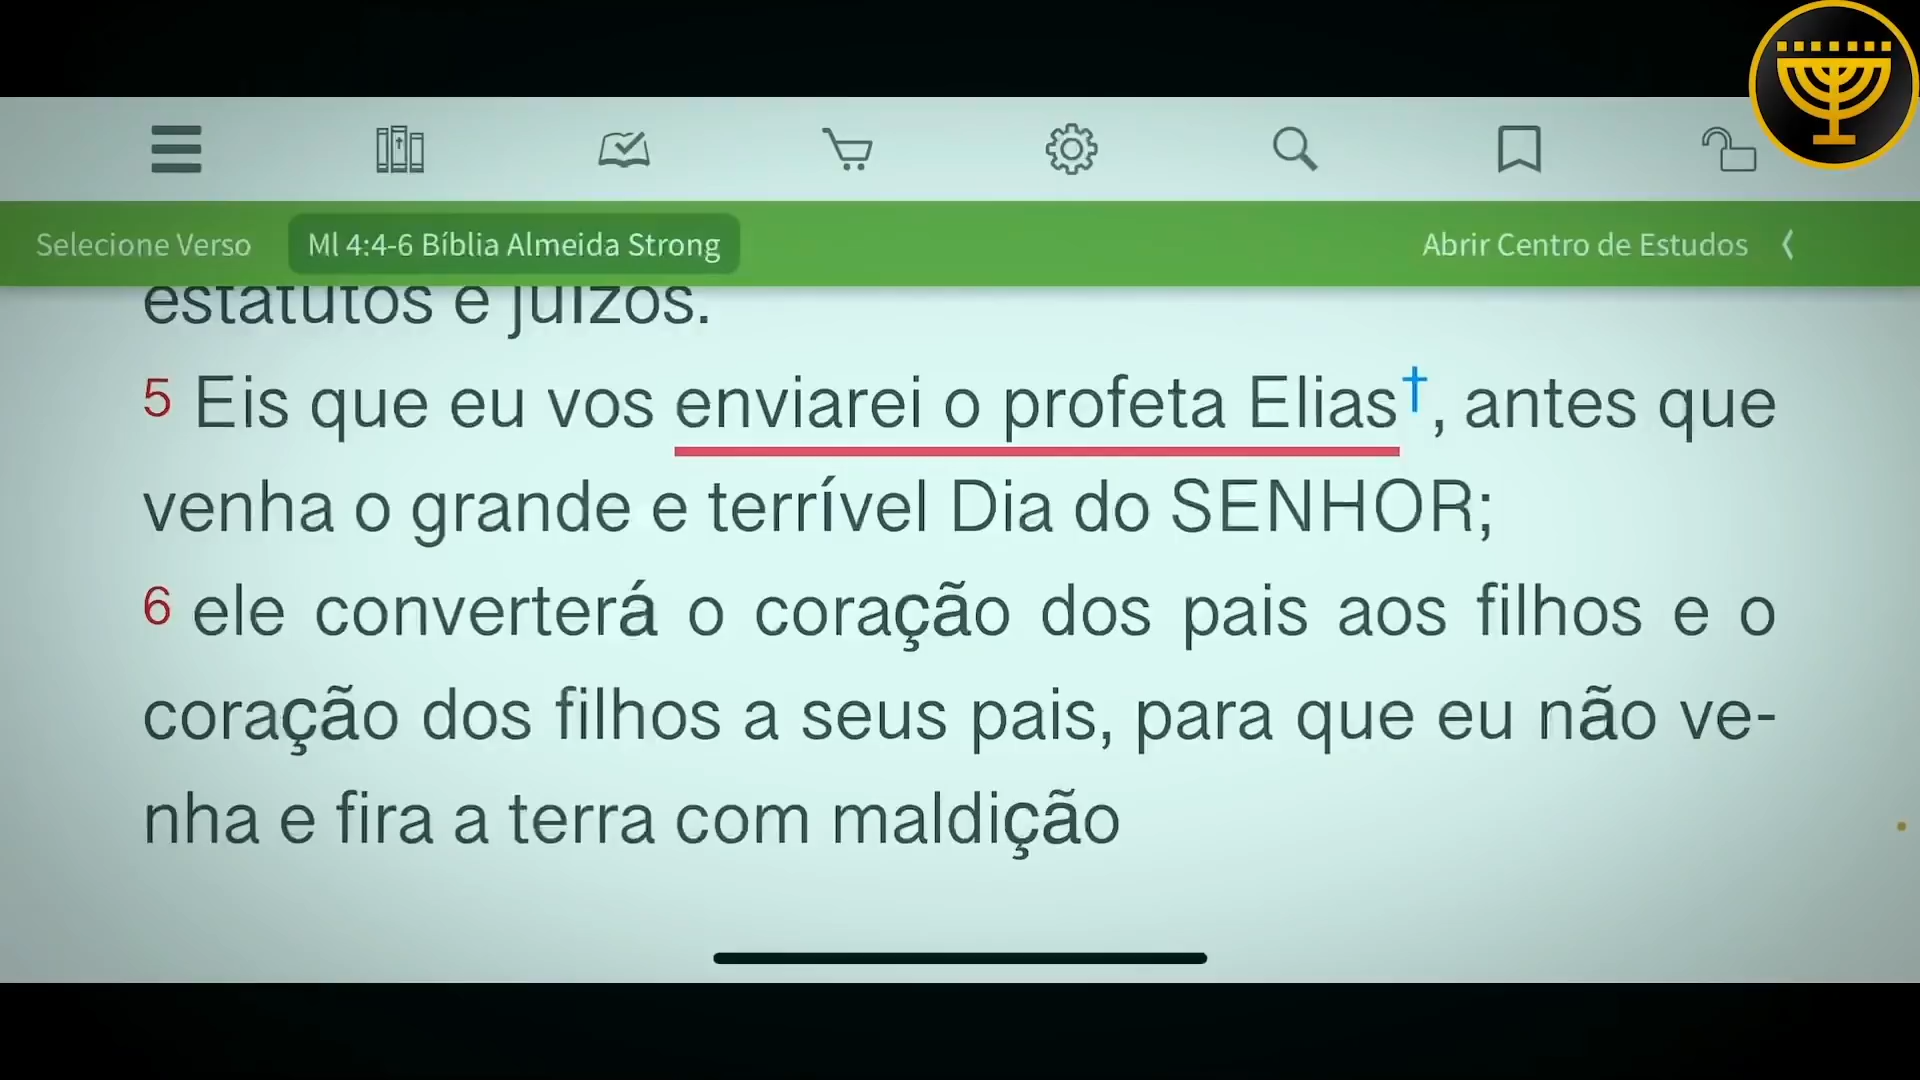 Selecione Verso
Ml 4:4-6 Bíblia Almeida Strong
Abrir Centro de Estudos
estatutos e juízos.
5 Eis que eu vos enviarei o profeta Elias†, antes que
venha o grande e terrível Dia do SENHOR;
6 ele converterá o coração dos pais aos filhos e o
coração dos filhos a seus pais, para que eu não ve-
nha e fira a terra com maldição